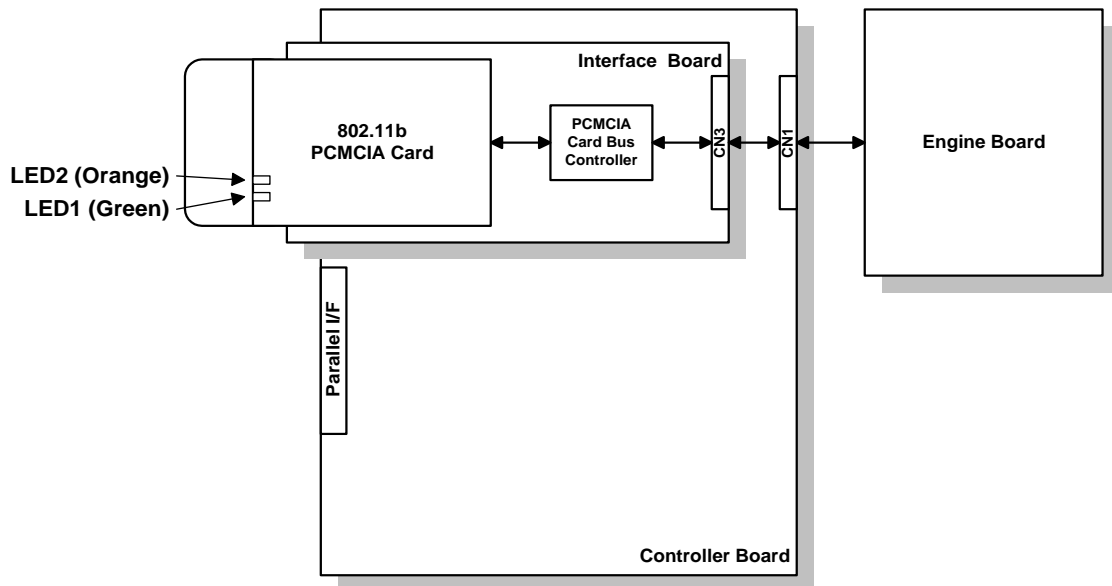 Interface Board
802.11b
PCMCIA Card
PCMCIA
Card Bus
Controller
CN3
CN1
Engine Board
LED2 (Orange)
LED1 (Green)
Parallel I/F
Controller Board